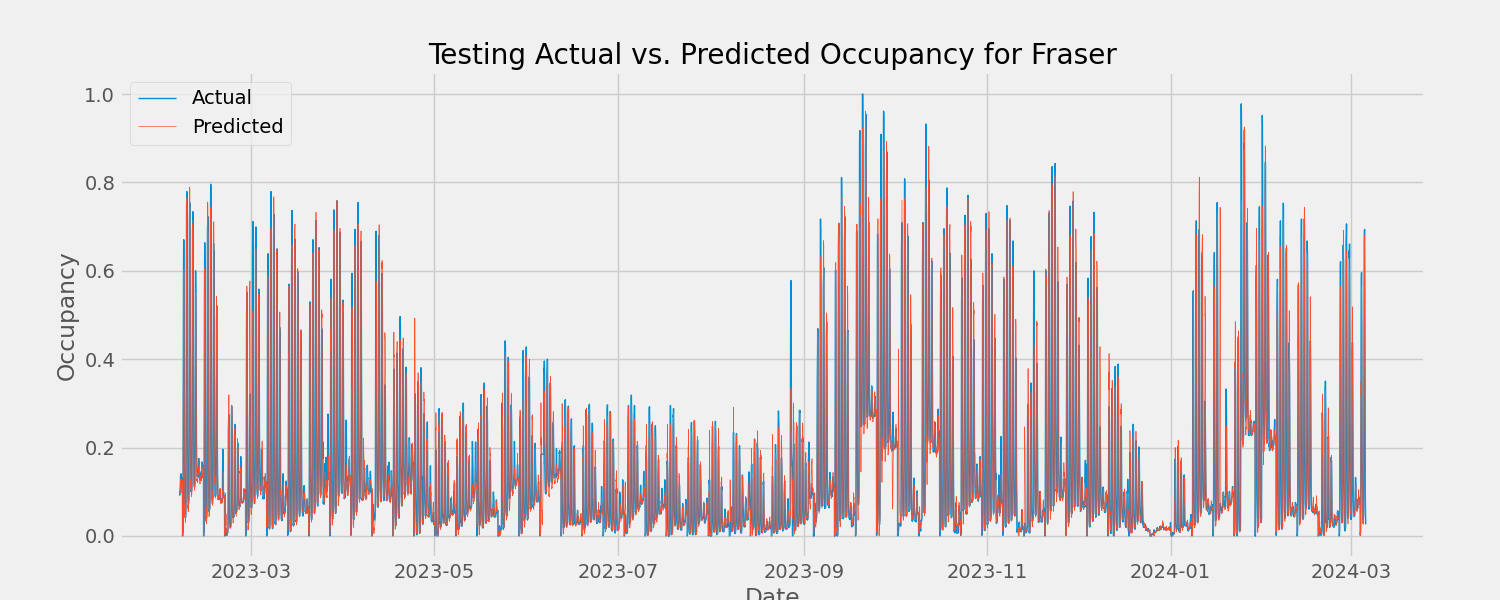 Testing Actual vs. Predicted Occupancy for Fraser
Actual
Predicted
Occupancy
1.0
0.8
0.6
0.4
0.2
0.0
2023-03 2023-05 2023-07 2023-09 2023-11 2024-01 2024-03
Date